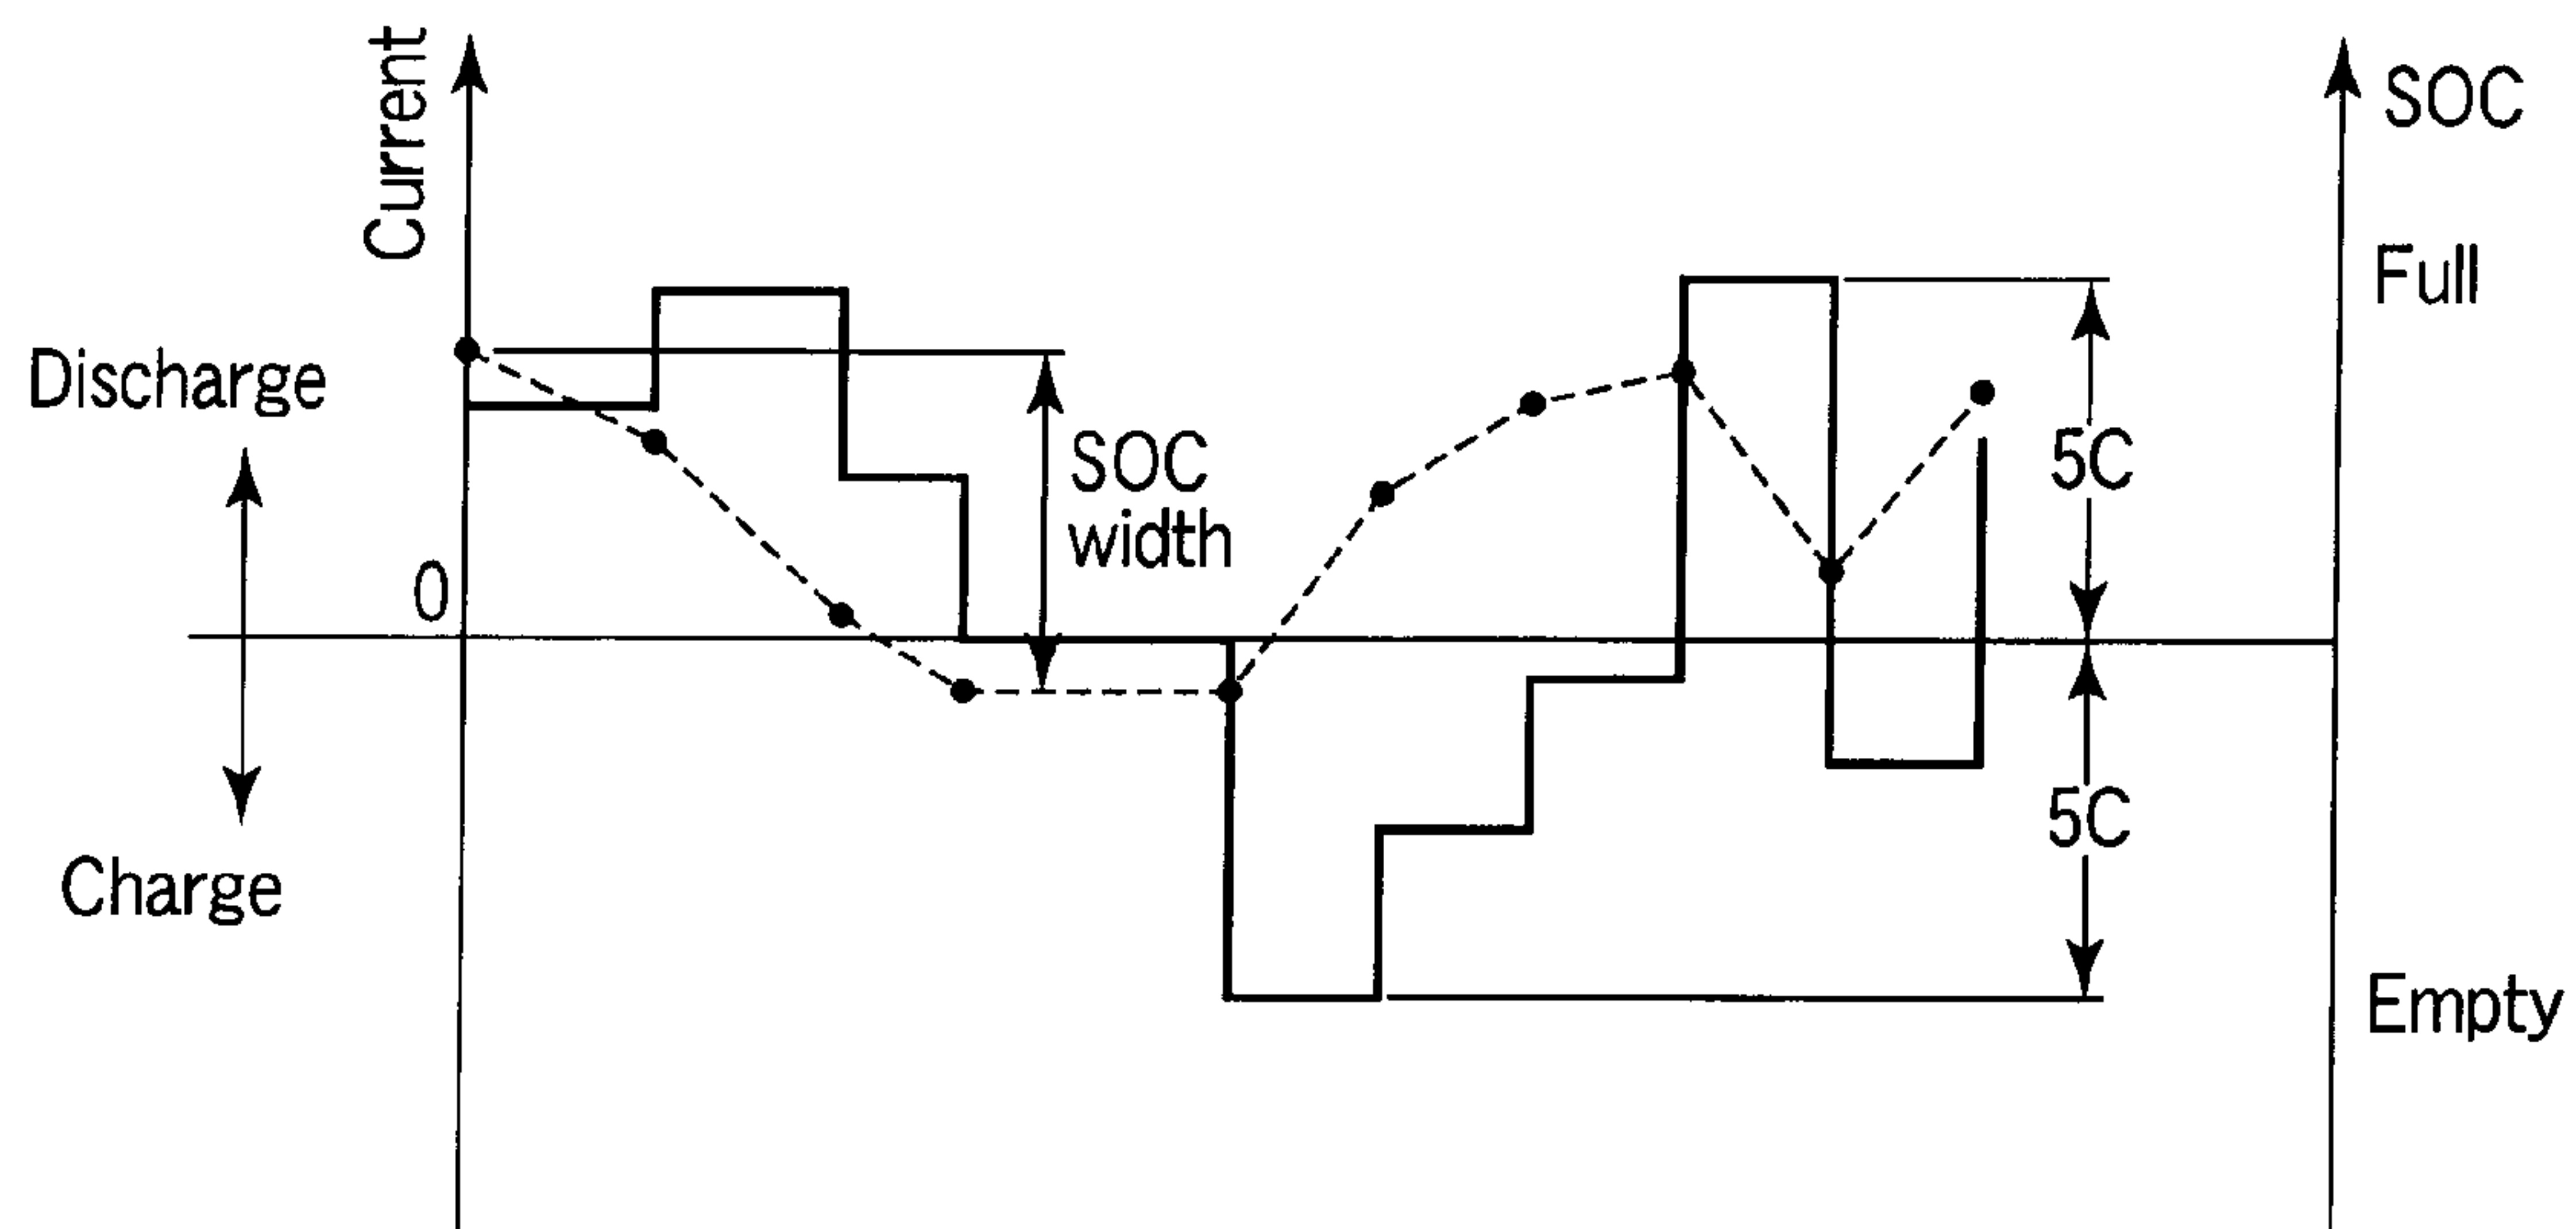 Current
SOC
Full
Discharge
SOC
width
5C
0
5C
Charge
Empty